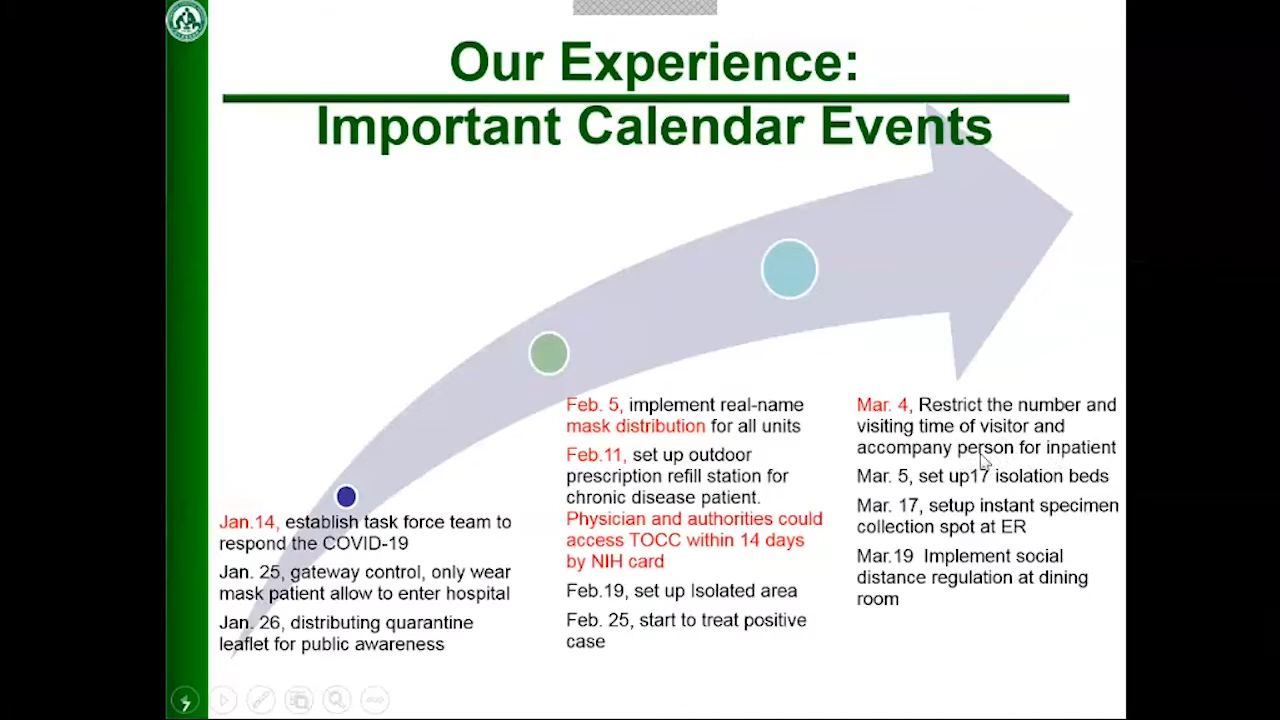 Our Experience:
Important Calendar Events
Jan.14, establish task force team to
respond the COVID-19
Jan. 25, gateway control, only wear
mask patient allow to enter hospital
Jan. 26, distributing quarantine
leaflet for public awareness
Feb. 5, implement real-name
mask distribution for all units
Feb.11, set up outdoor
prescription refill station for
chronic disease patient.
Physician and authorities could
access TOCC within 14 days
by NIH card
Feb.19, set up Isolated area
Feb. 25, start to treat positive
case
Mar. 4, Restrict the number and
visiting time of visitor and
accompany person for inpatient
Mar. 5, set up17 isolation beds
Mar. 17, setup instant specimen
collection spot at ER
Mar.19 Implement social
distance regulation at dining
room